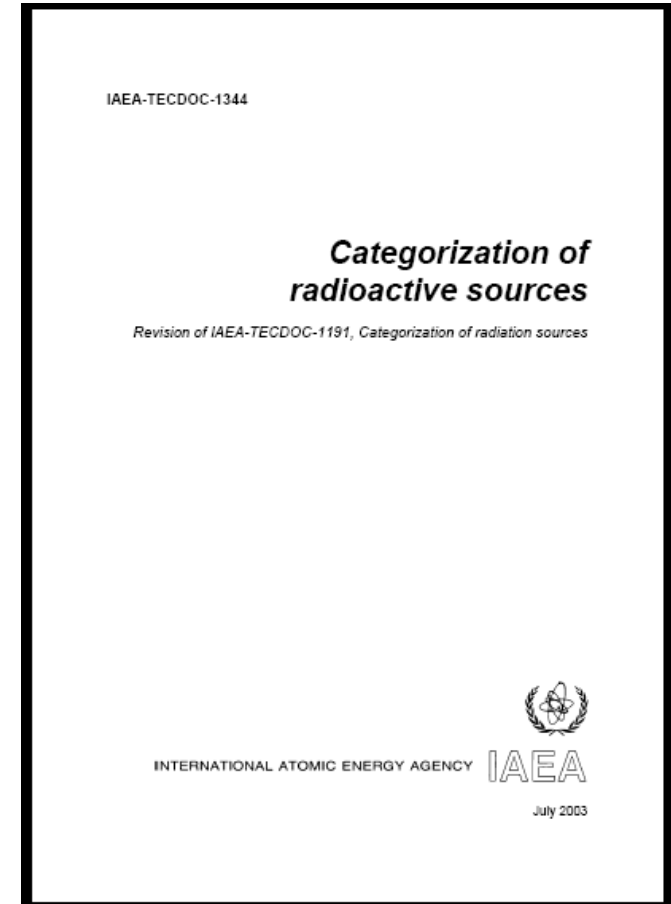 IAEA-TECDOC-1344
Categorization of
radioactive sources
Revision of IAEA-TECDOC-1191, Categorization of radiation sources
INTERNATIONAL ATOMIC ENERGY AGENCY IAEA
July 2003